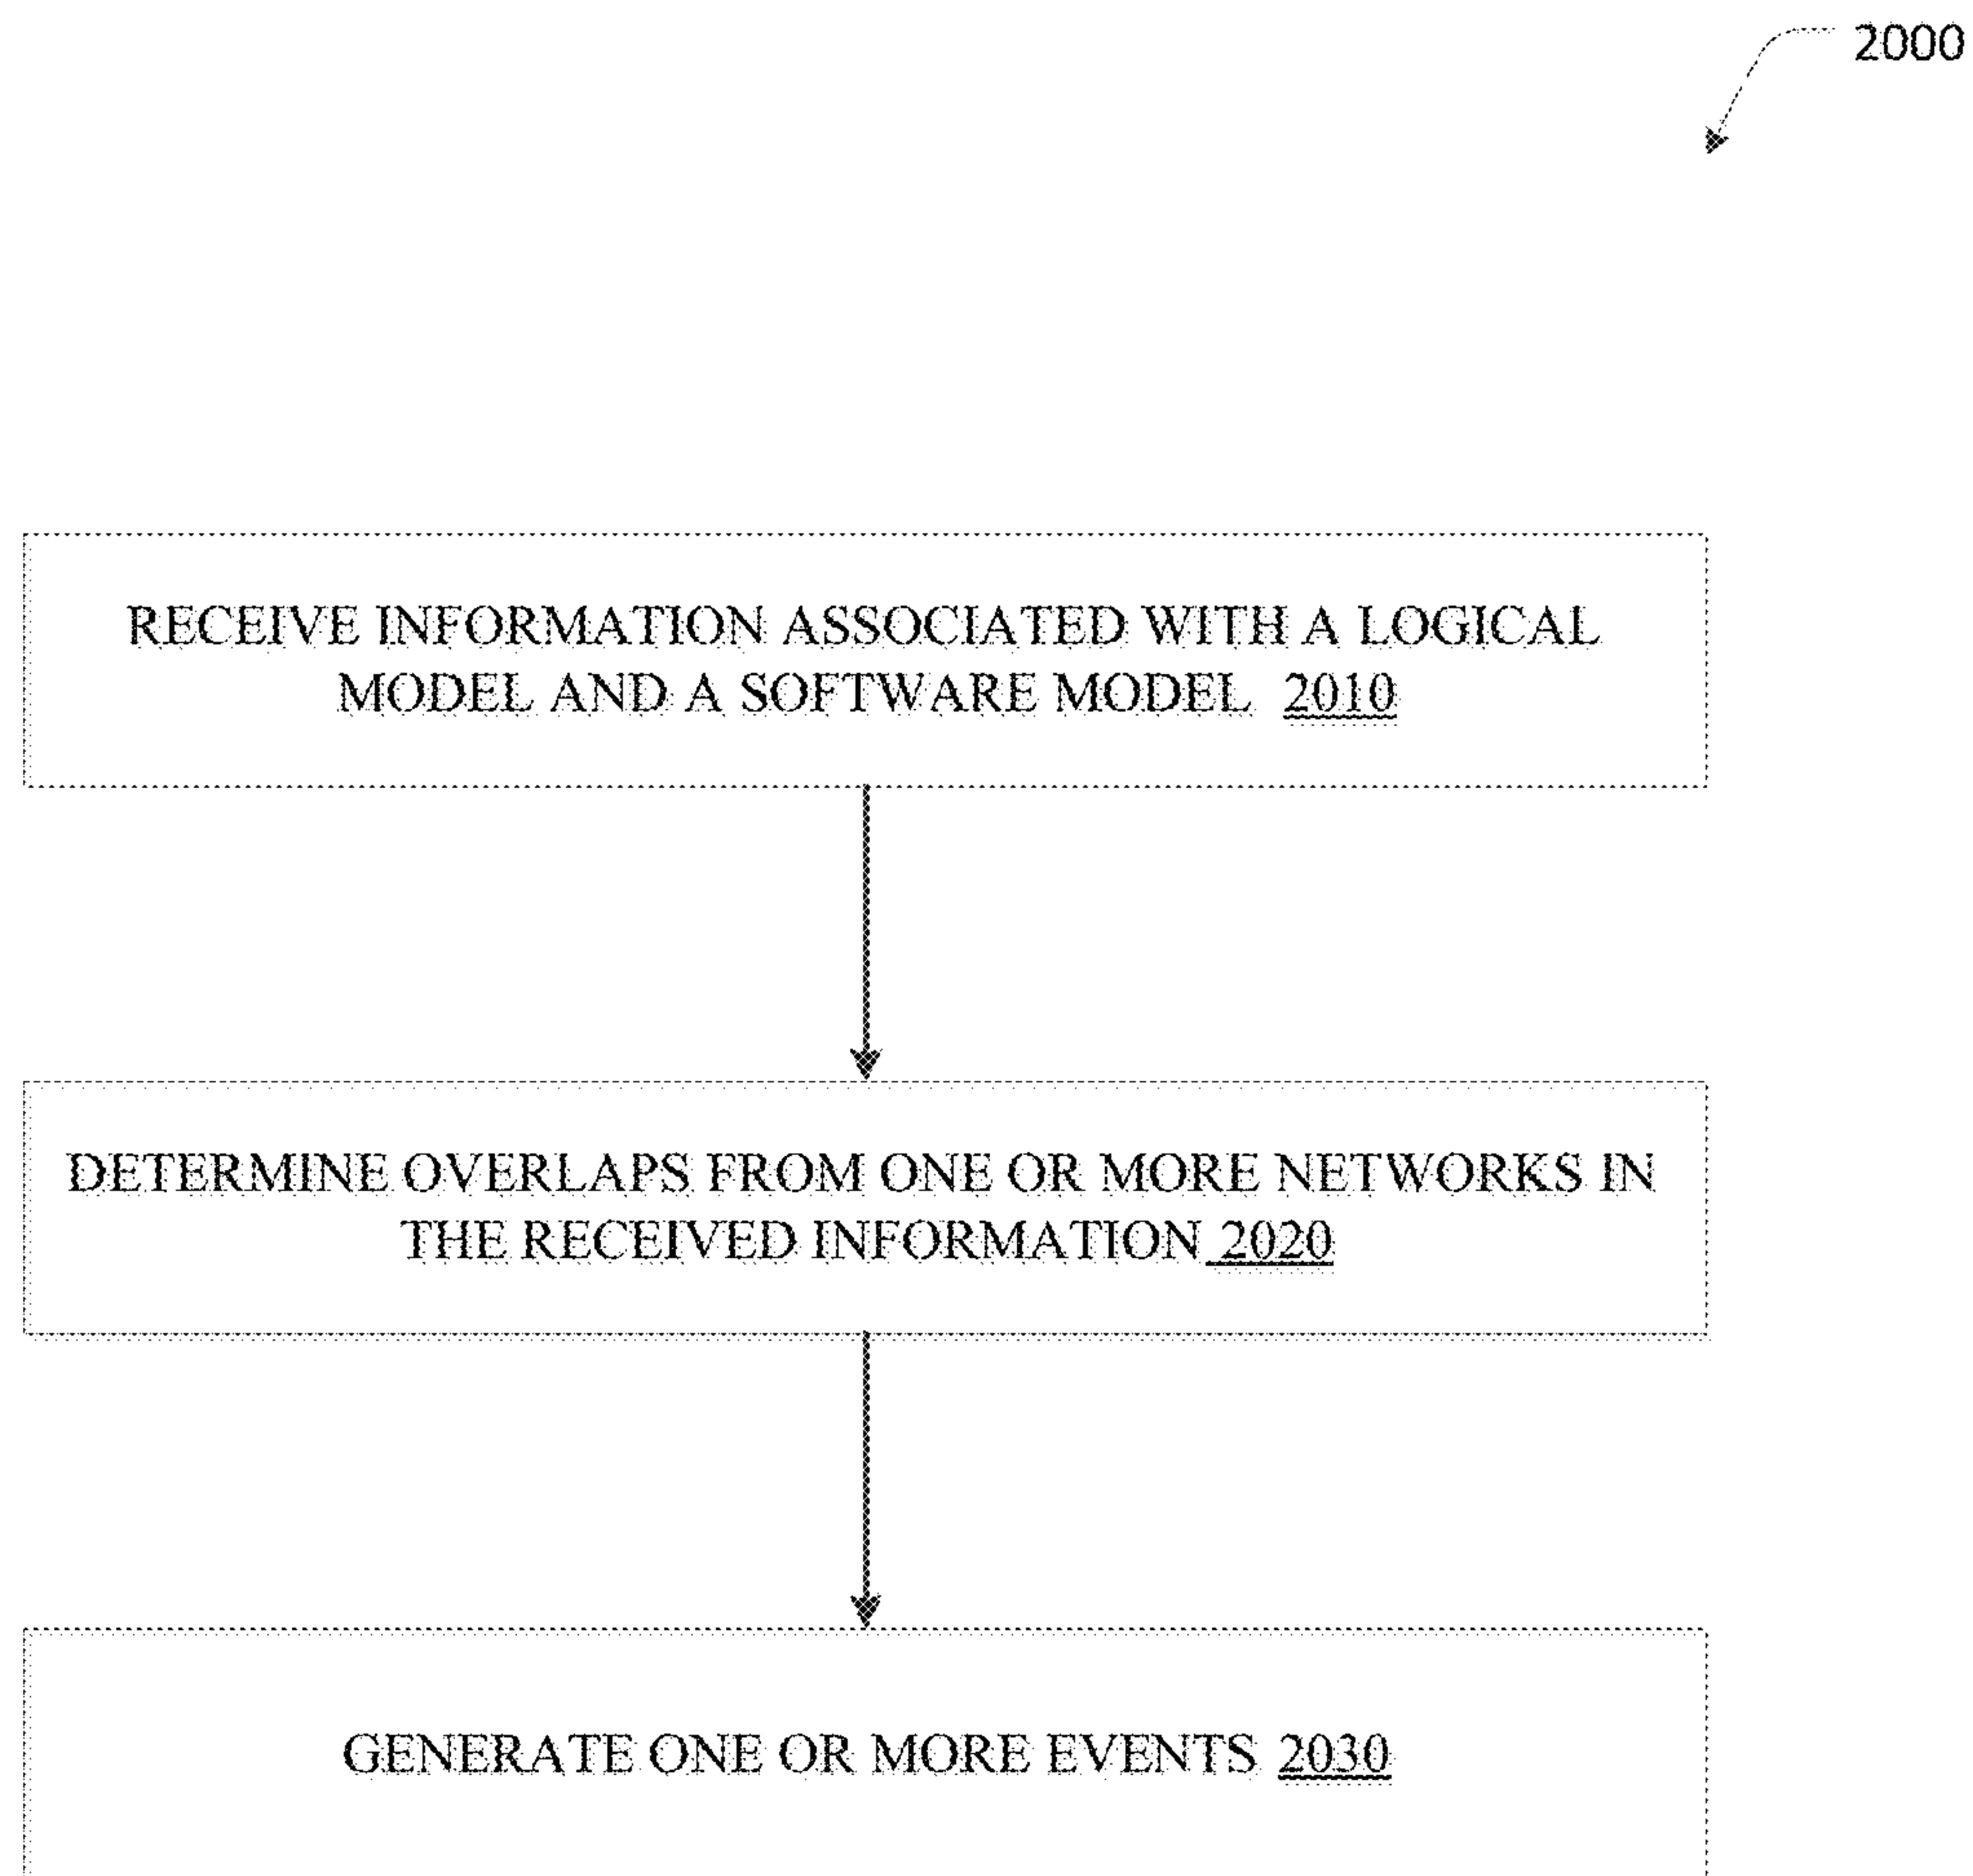 2000
RECEIVE INFORMATION ASSOCIATED WITH A LOGICAL
MODEL AND A SOFTWARE MODEL 2010
DETERMINE OVERLAPS FROM ONE OR MORE NETWORKS IN
THE RECEIVED INFORMATION 2020
GENERATE ONE OR MORE EVENTS 2030